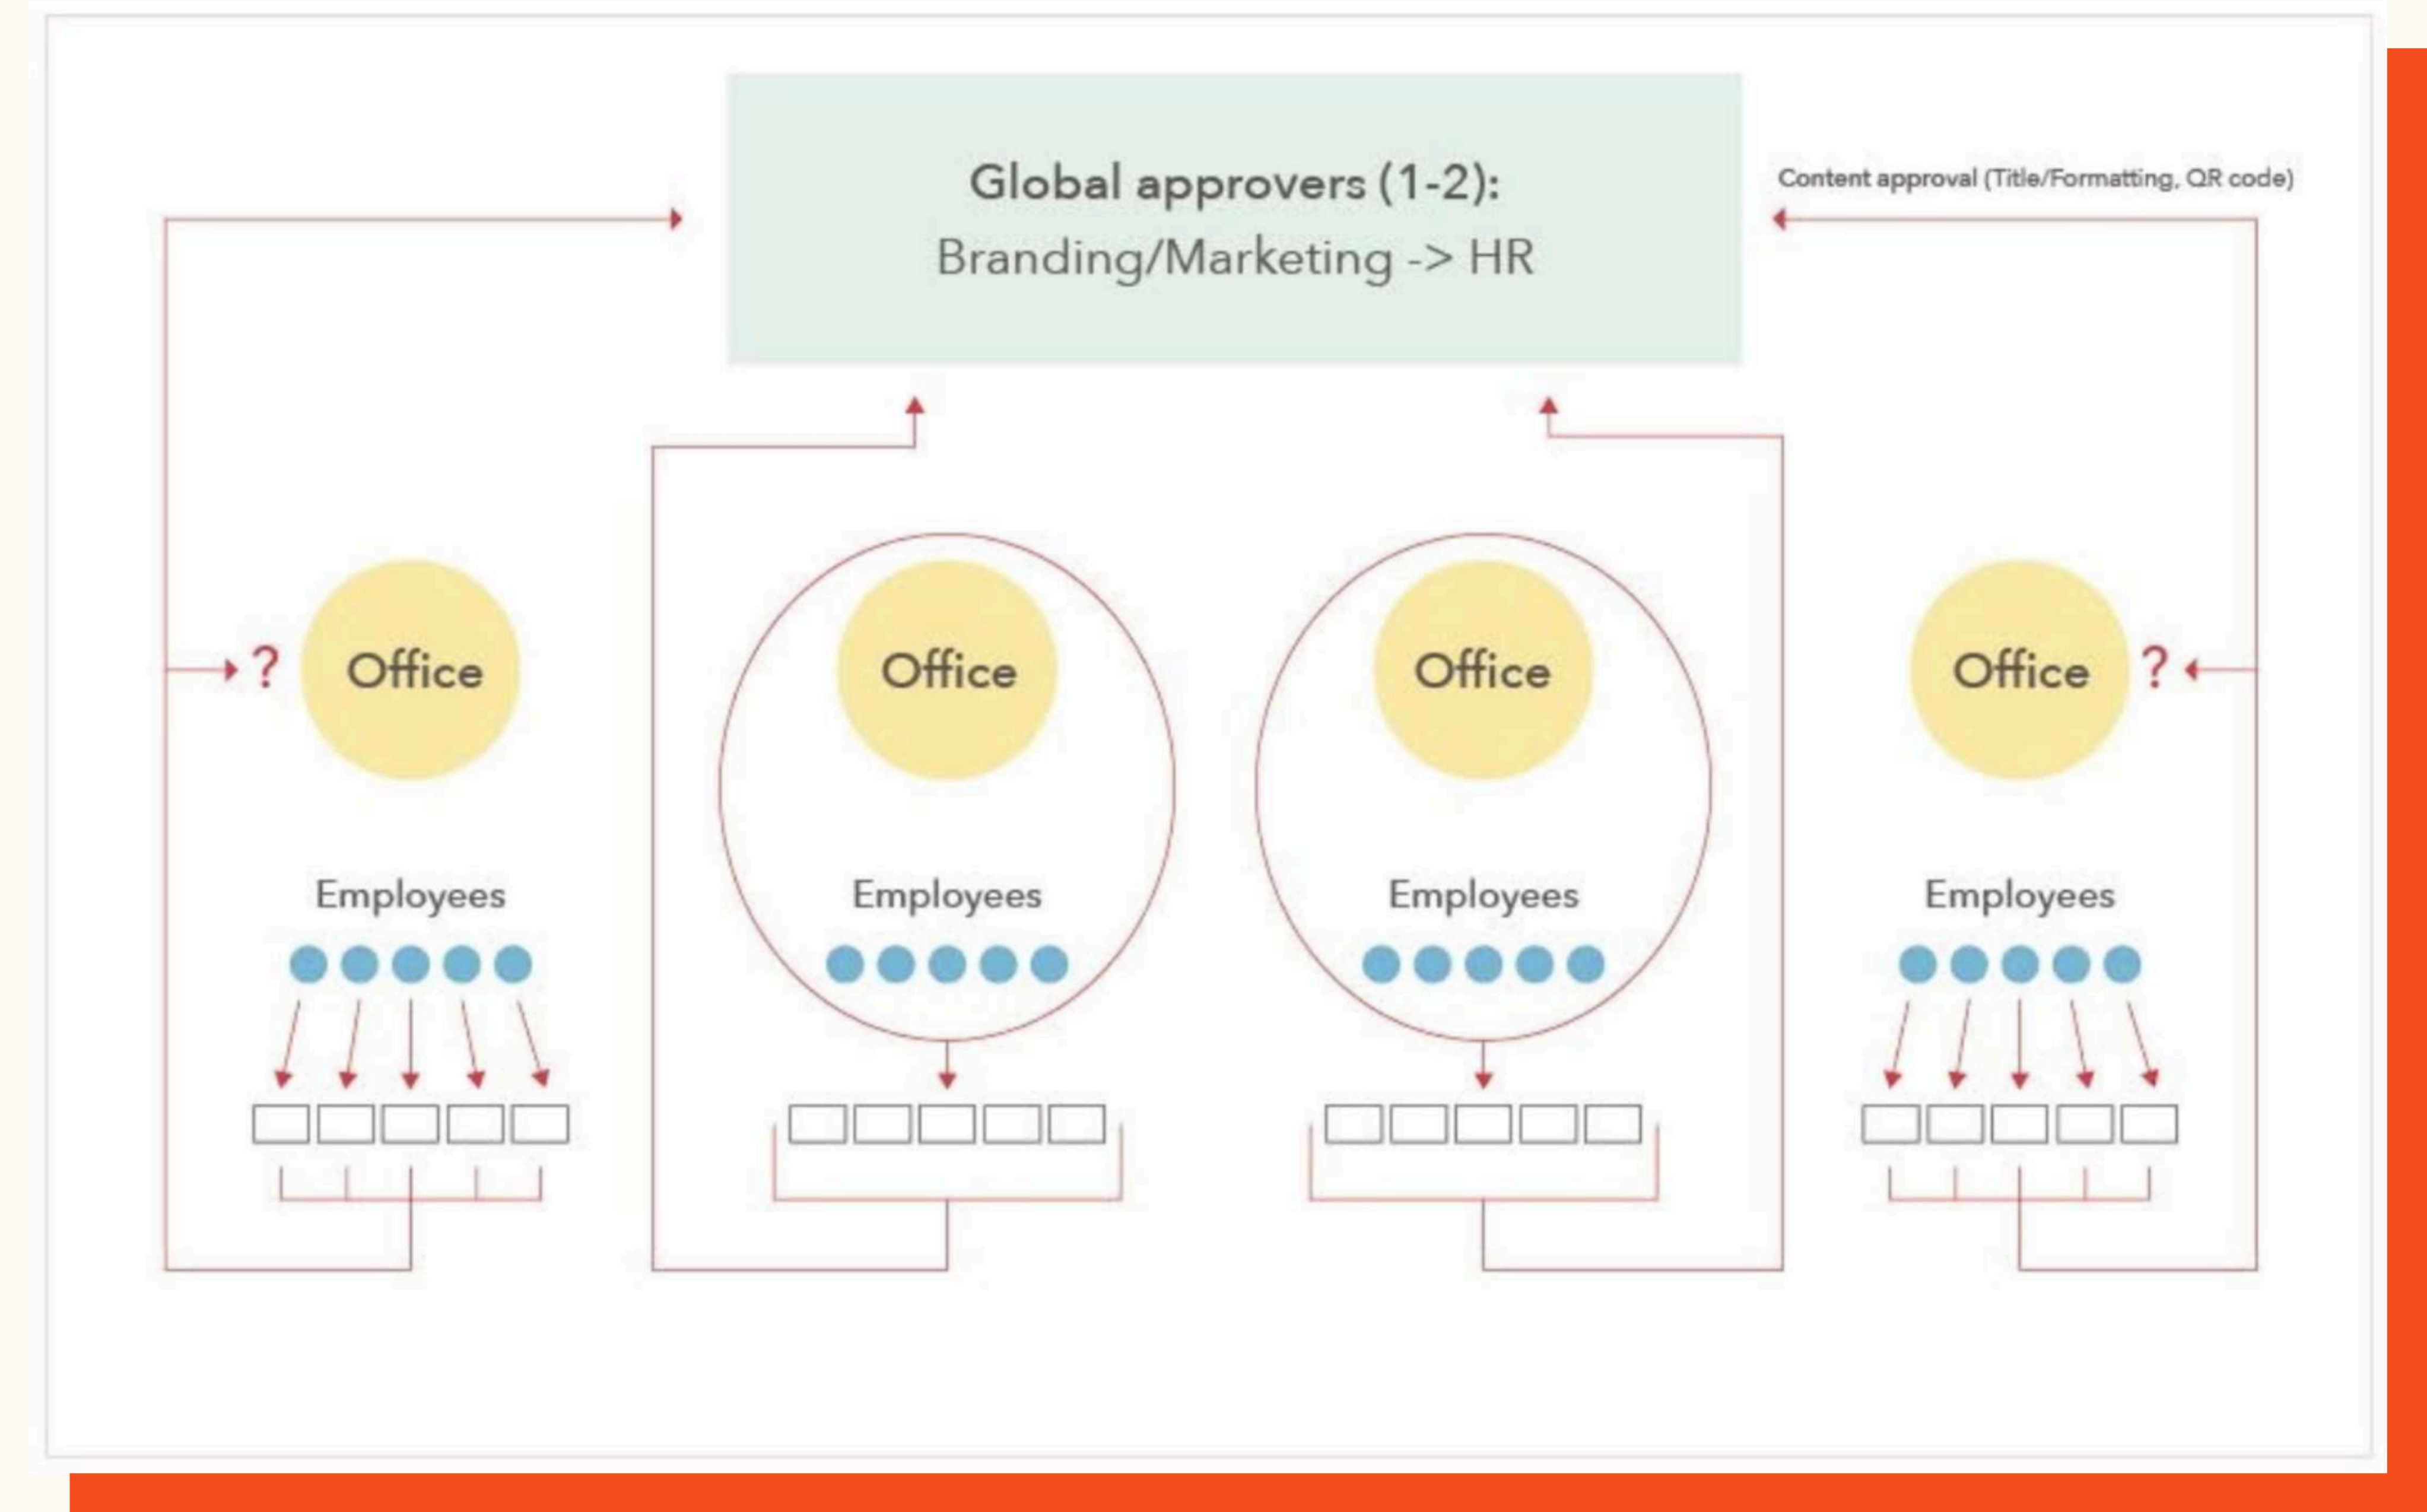 Global approvers (1-2):
Branding/Marketing -> HR
Content approval (Title/Formatting, QR code)
? Office
Office
Office
Office ?
Employees
Employees
Employees
Employees